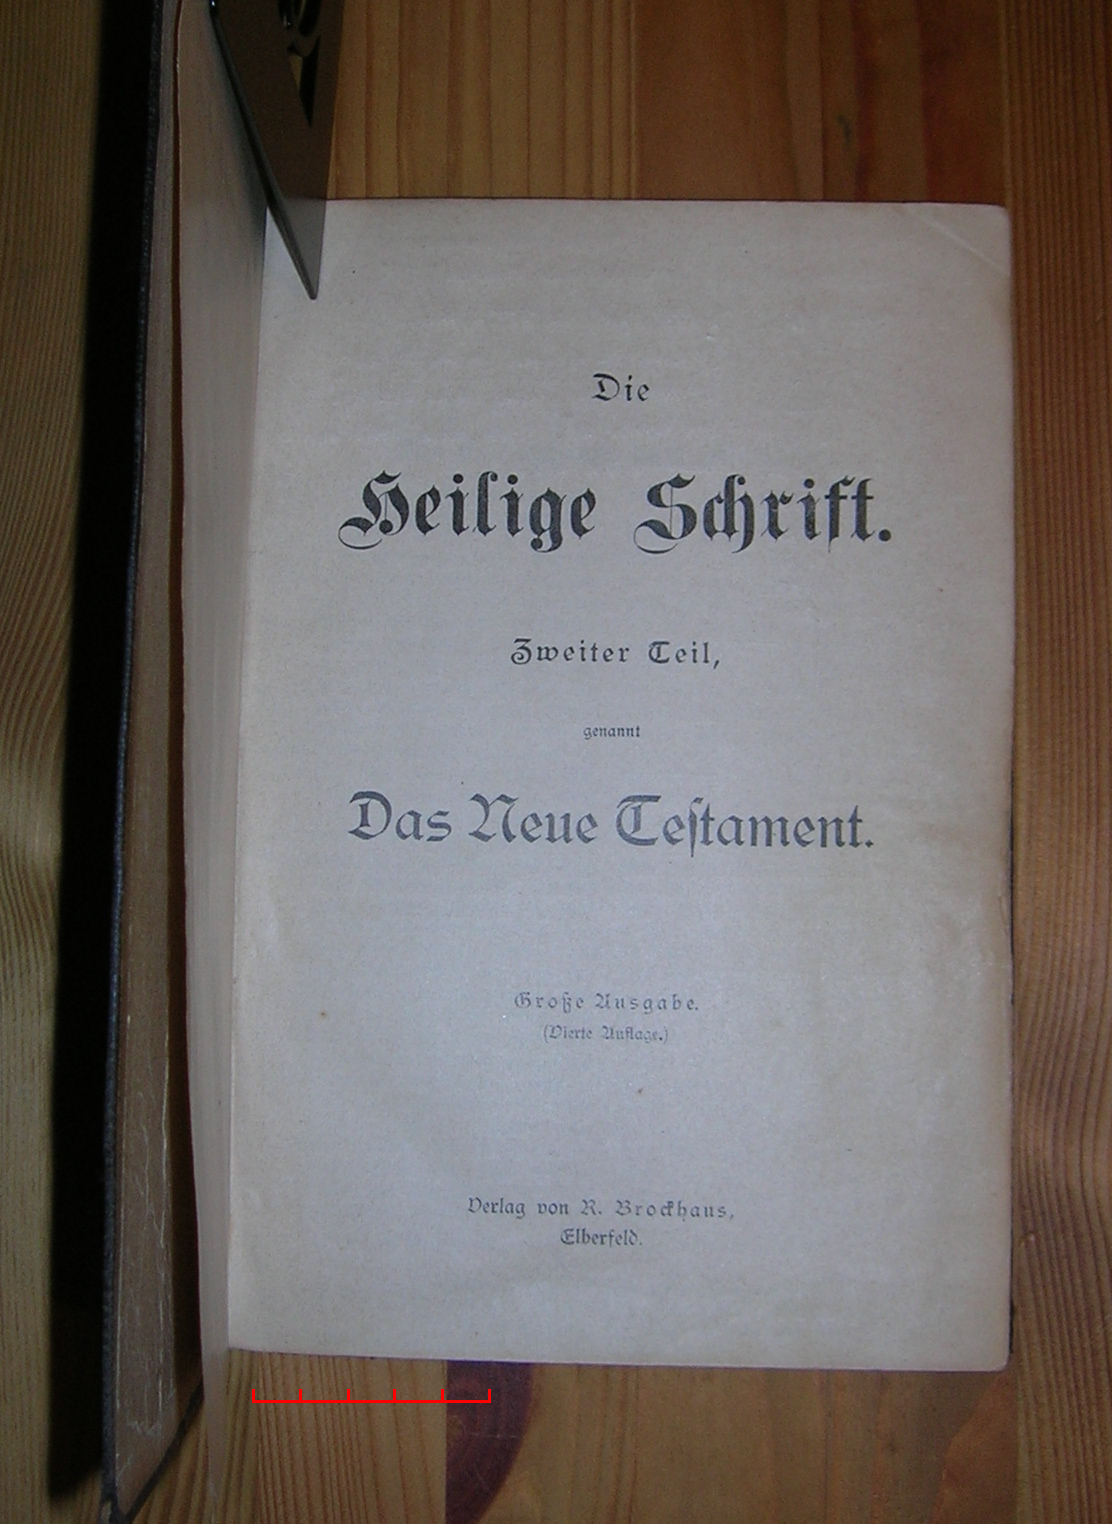 Die
Heilige Schrift.
Zweiter Teil,
genannt
Das Neue Teſtament.
Große Ausgabe.
(Vierte Auflage.)
Verlag von R. Brockhaus,
Elberfeld.